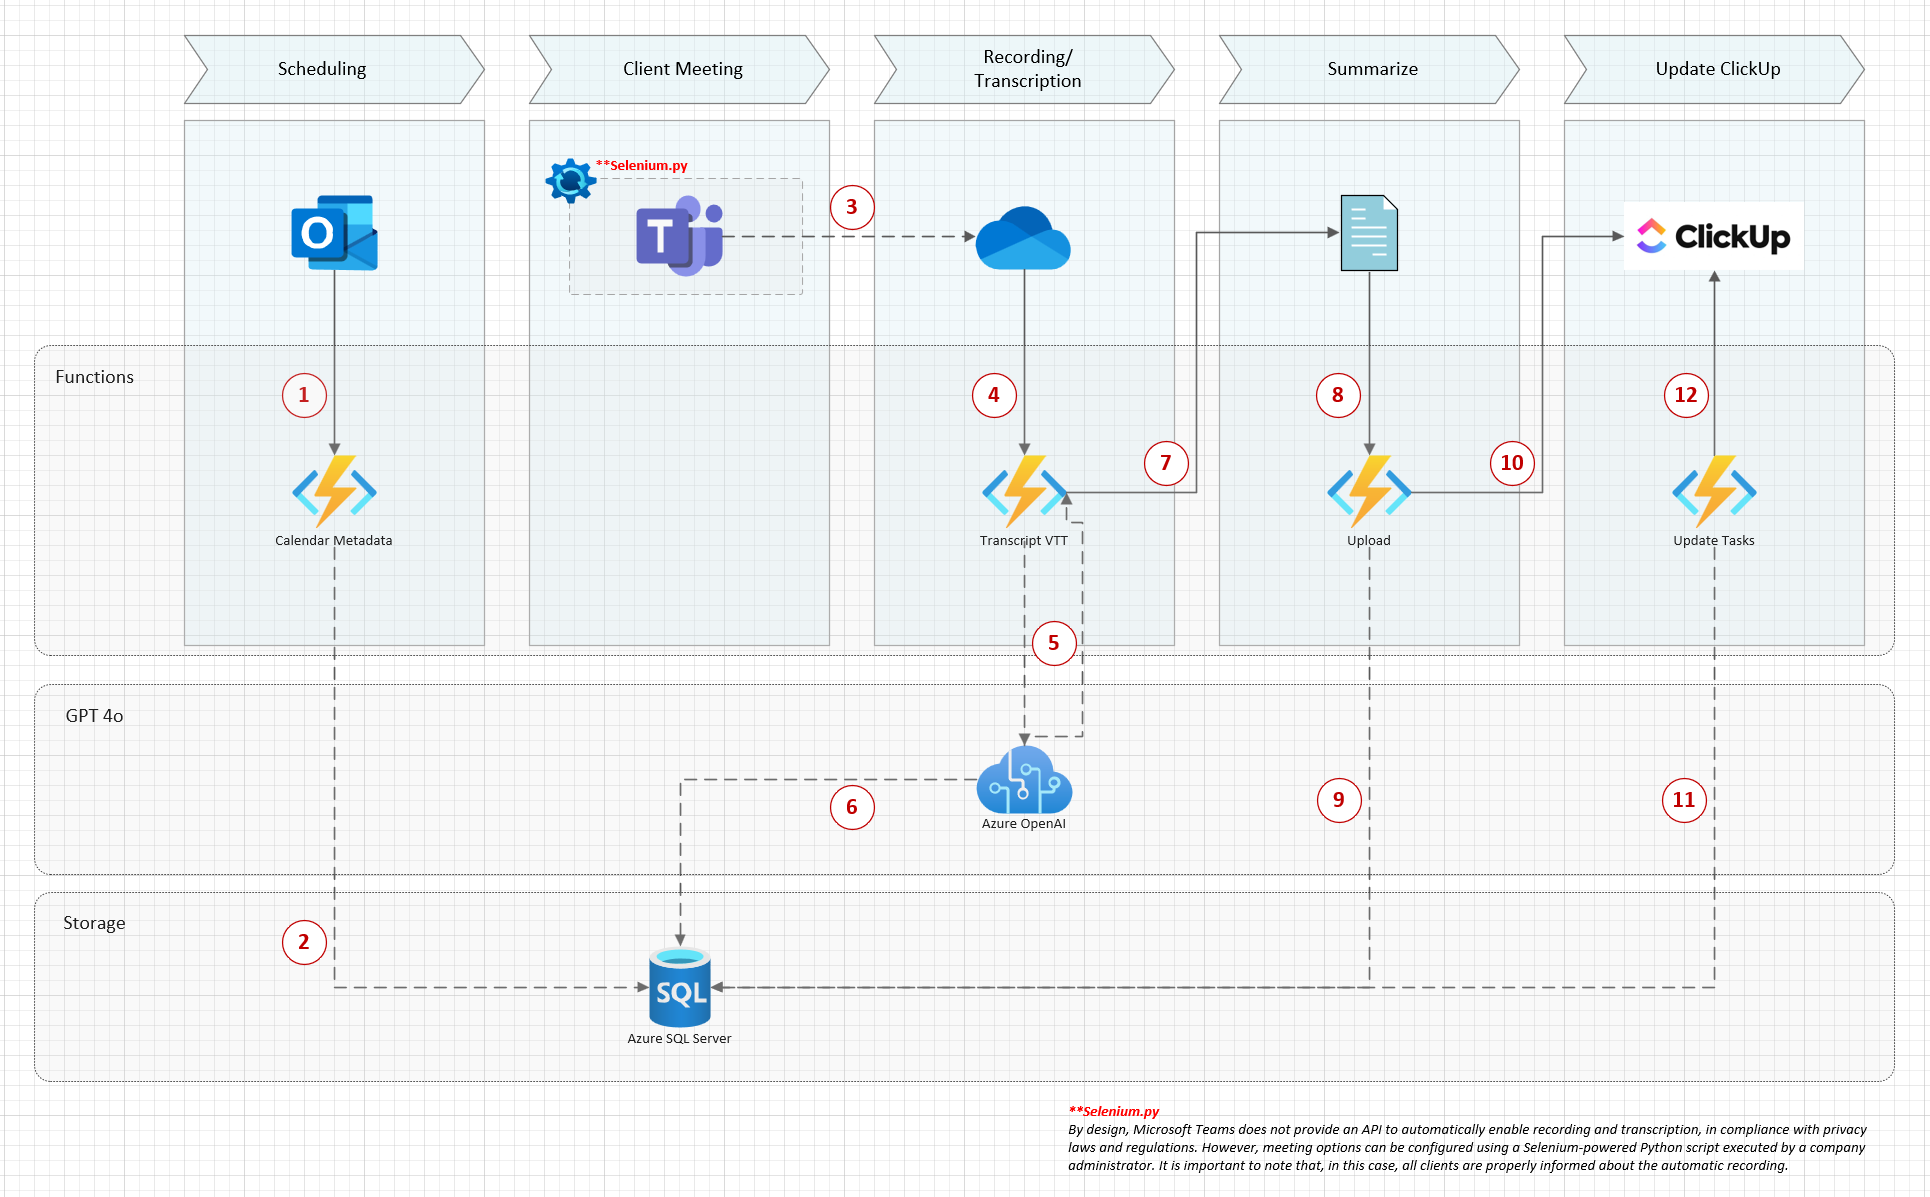 Scheduling
Client Meeting
Recording/
Transcription
Summarize
Update ClickUp
**Selenium.py
O
T
3
ClickUp
Functions
1
4
7
8
10
12
Calendar Metadata
Transcript VTT
Upload
Update Tasks
5
GPT 4o
6
9
11
Azure OpenAI
Storage
2
SQL
Azure SQL Server
**Selenium.py
By design, Microsoft Teams does not provide an API to automatically enable recording and transcription, in compliance with privacy
laws and regulations. However, meeting options can be configured using a Selenium-powered Python script executed by a company
administrator. It is important to note that, in this case, all clients are properly informed about the automatic recording.